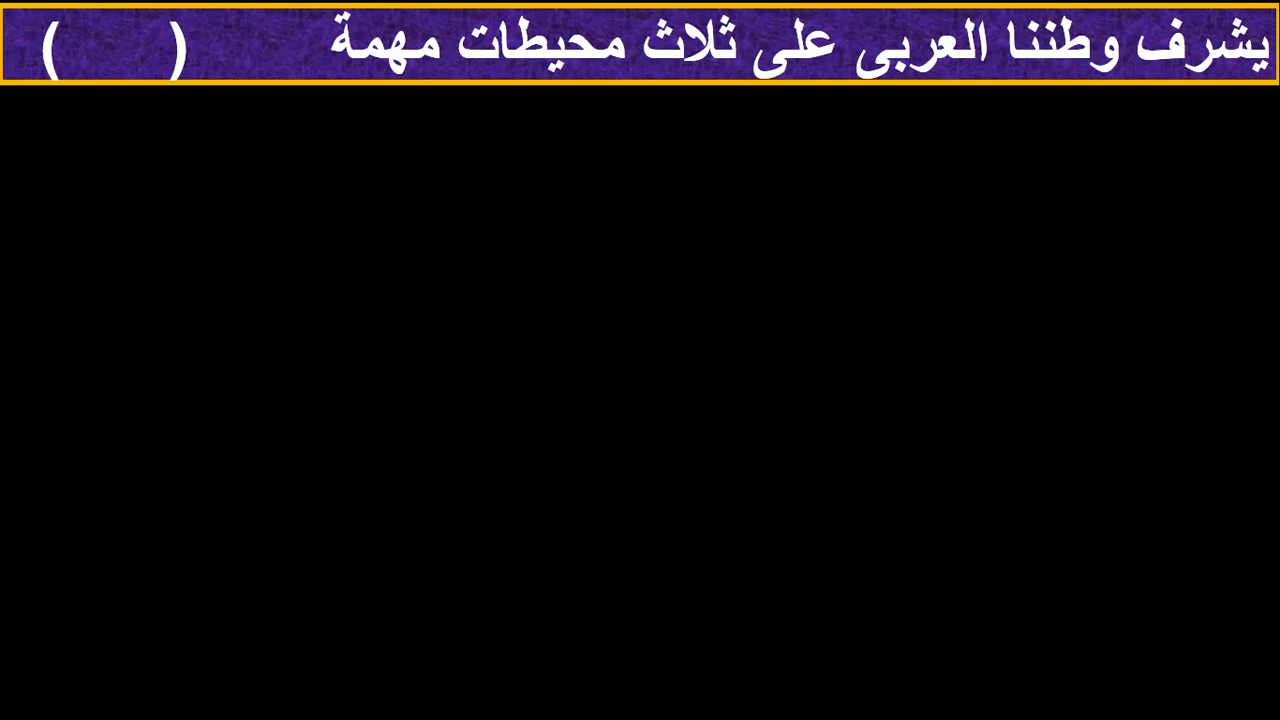 يشرف وطننا العربى على ثلاث محيطات مهمة ( )